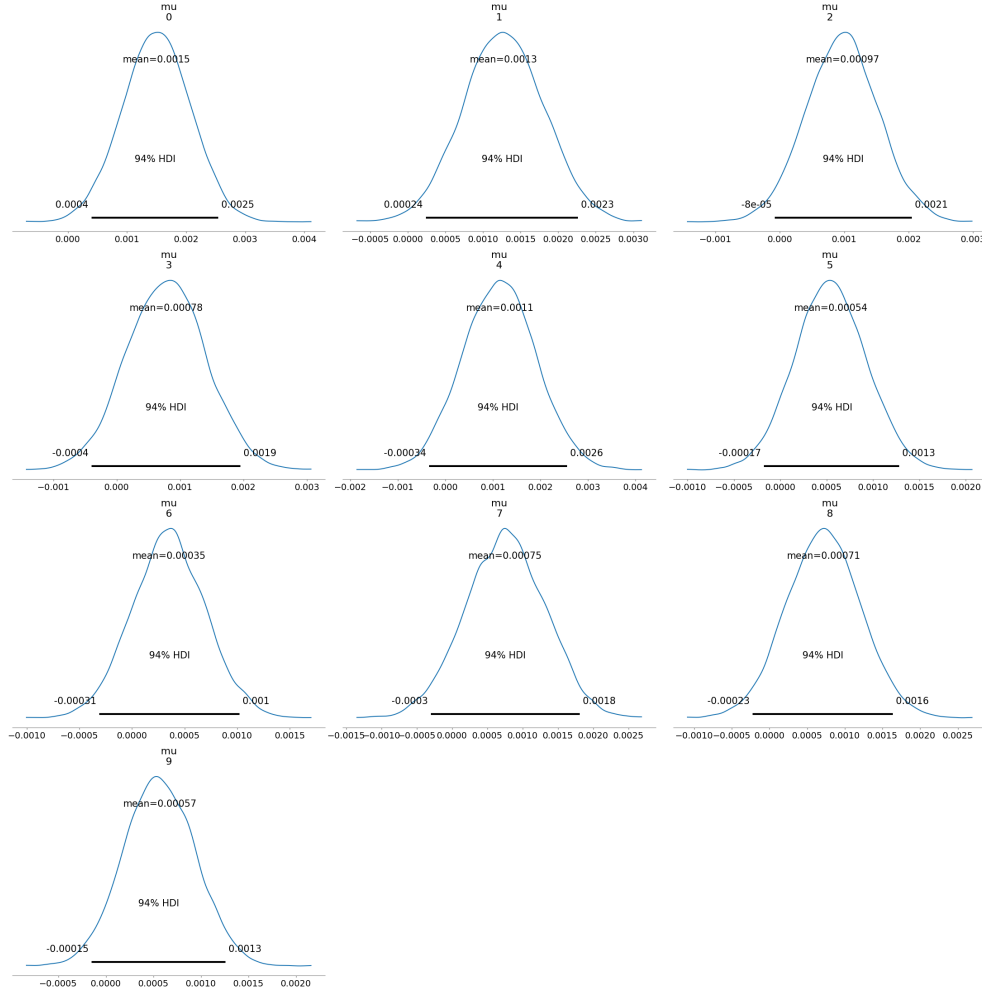 mu
0
mean=0.0015
94% HDI
0.0004 0.0025
0.000 0.001 0.002 0.003 0.004
mu
1
mean=0.0013
94% HDI
0.00024 0.0023
−0.0005 0.0000 0.0005 0.0010 0.0015 0.0020 0.0025 0.0030
mu
2
mean=0.00097
94% HDI
-8e-05 0.0021
−0.001 0.000 0.001 0.002
mu
3
mean=0.00078
94% HDI
-0.0004 0.0019
−0.001 0.000 0.001 0.002 0.003
mu
4
mean=0.0011
94% HDI
-0.00034 0.0026
−0.002 −0.001 0.000 0.001 0.002 0.003 0.004
mu
5
mean=0.00054
94% HDI
-0.00017 0.0013
−0.0010 −0.0005 0.0000 0.0005 0.0010 0.0015 0.0020
mu
6
mean=0.00035
94% HDI
-0.00031 0.001
−0.0010 −0.0005 0.0000 0.0005 0.0010 0.0015
mu
7
mean=0.00075
94% HDI
-0.0003 0.0018
−0.0015 −0.0010 −0.0005 0.0000 0.0005 0.0010 0.0015 0.0020 0.0025
mu
8
mean=0.00071
94% HDI
-0.00023 0.0016
−0.0010 −0.0005 0.0000 0.0005 0.0010 0.0015 0.0020 0.0025
mu
9
mean=0.00057
94% HDI
-0.00015 0.0013
−0.0005 0.0000 0.0005 0.0010 0.0015 0.0020